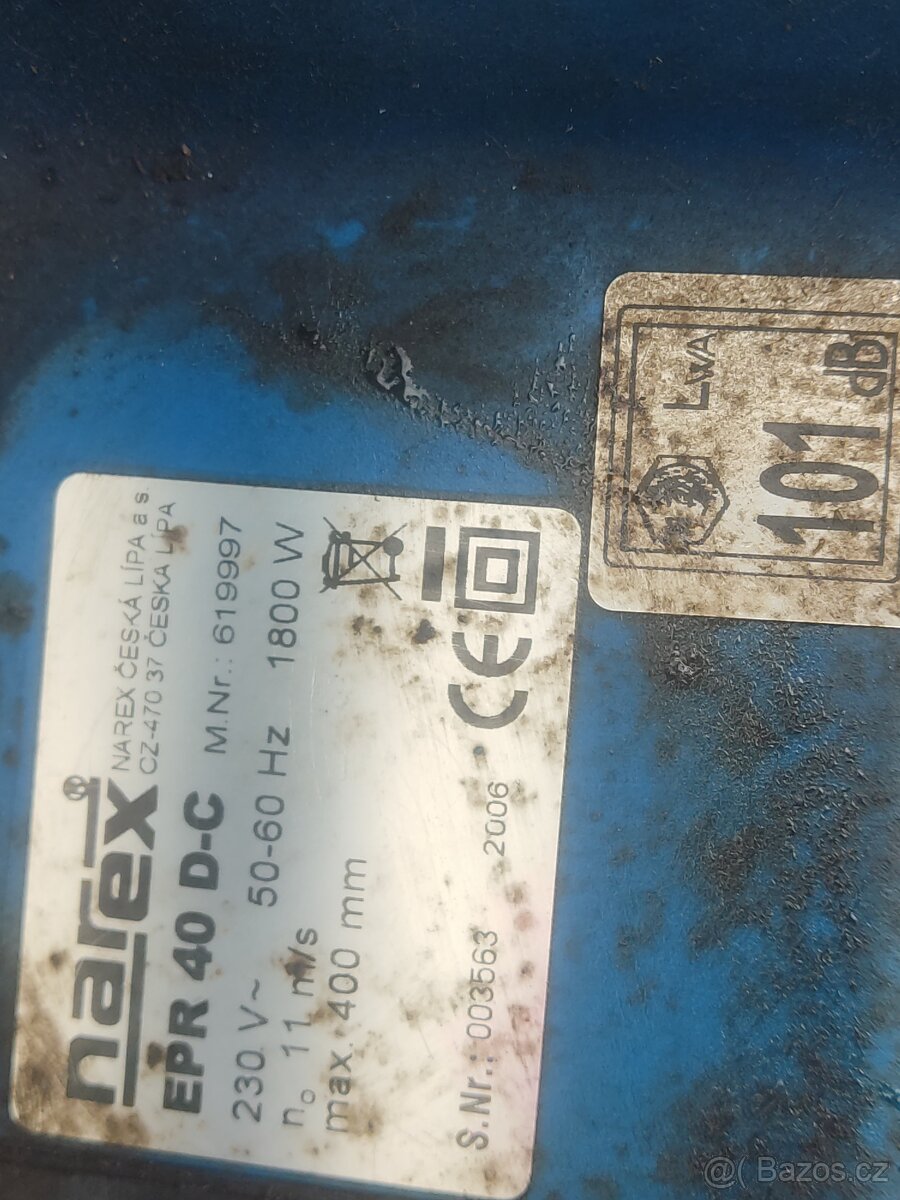 narex
NAREX ČESKÁ LÍPA a s
CZ-470 37 ČESKÁ LÍPA
EPR 40 D-C M.Nr.: 619997
230 V~ 50-60 Hz 1800 W
n₀ 11 m/s
max. 400 mm
S.Nr.: 003563 2006 CE
LWA
101 dB
@( Bazos.cz